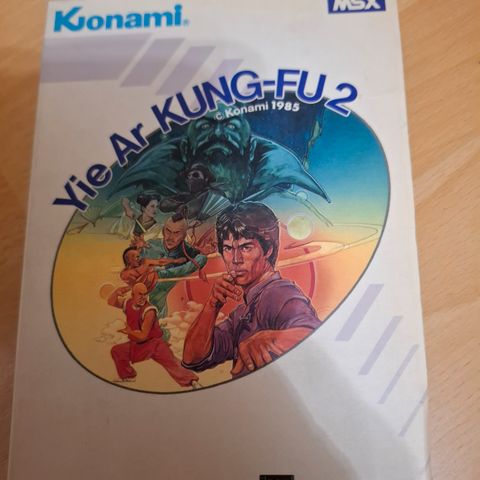 Konami®
MSX
Yie Ar KUNG-FU 2
© Konami 1985